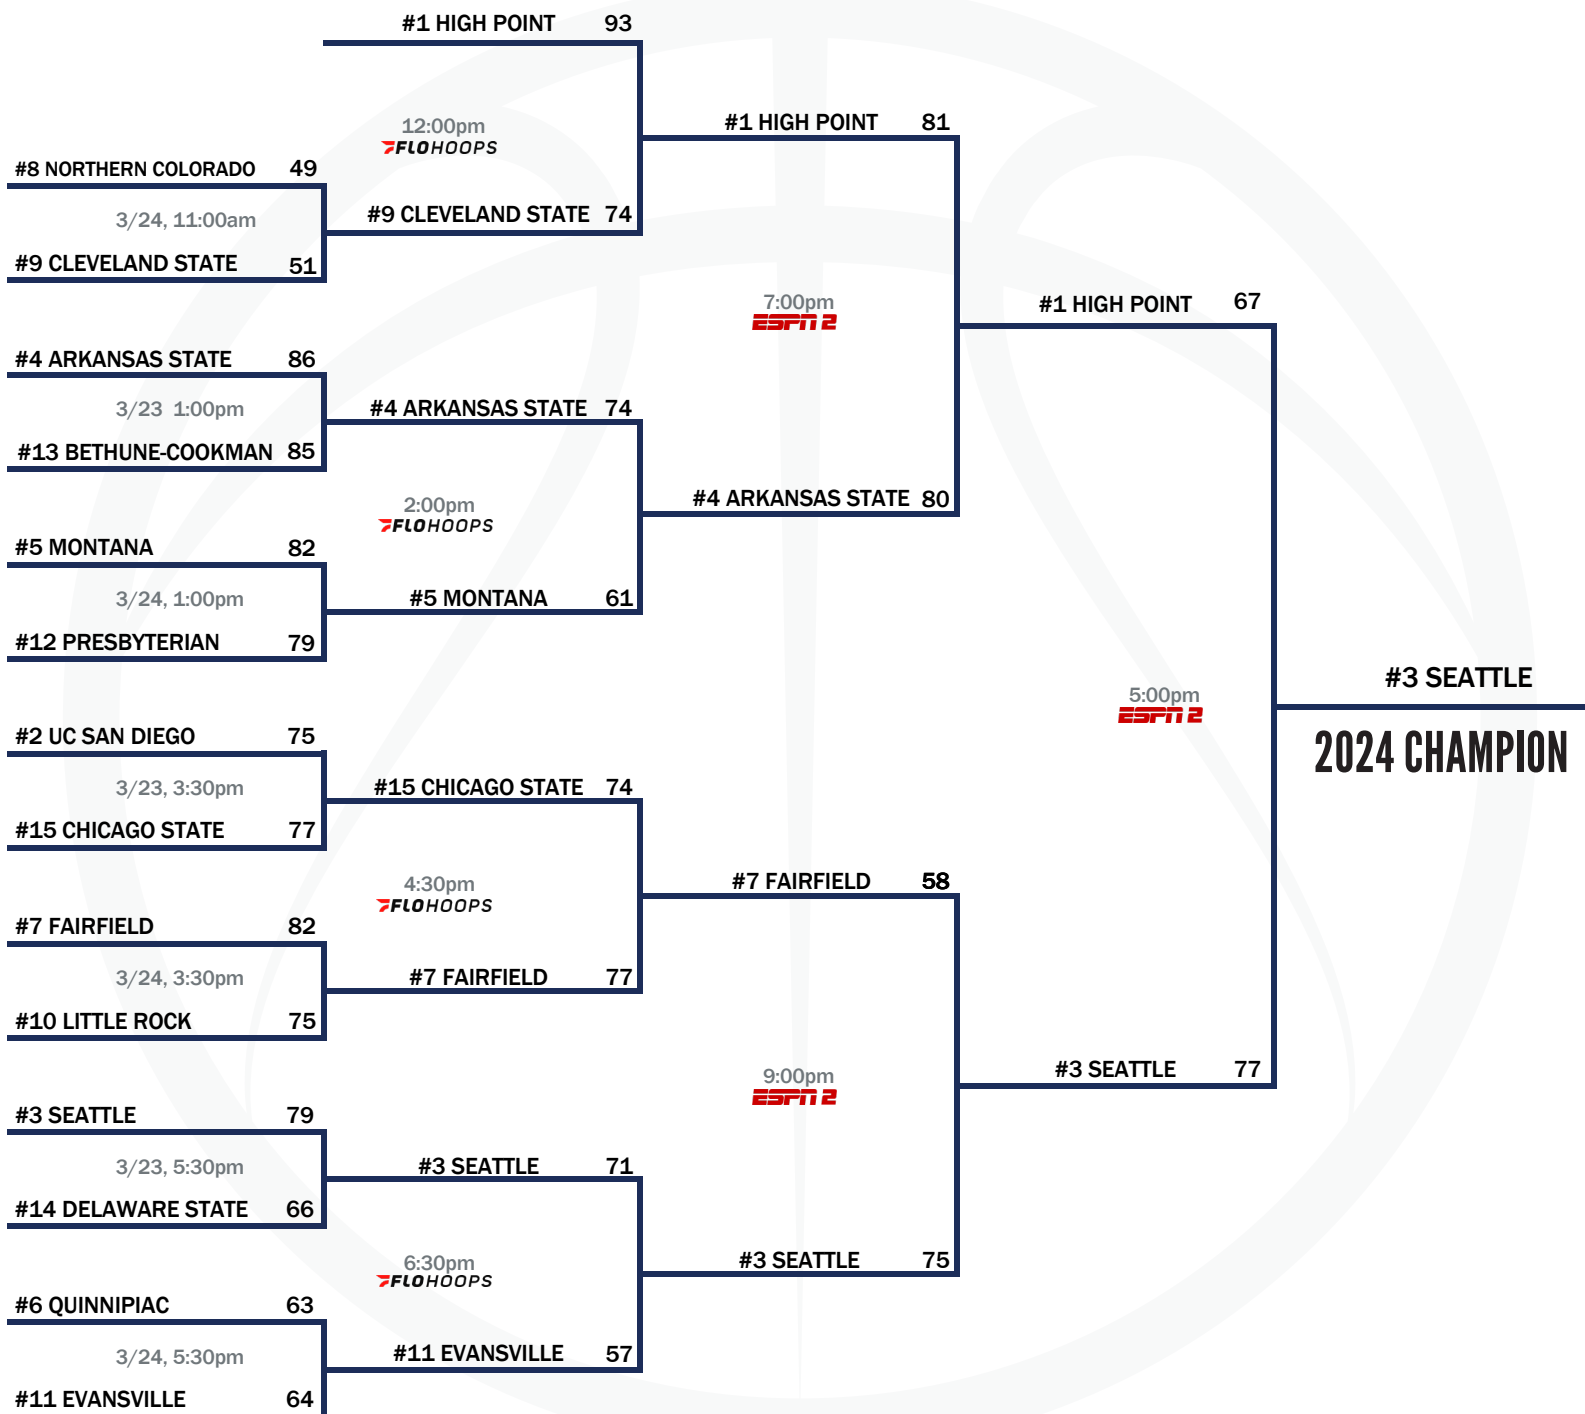 #1 HIGH POINT 93
12:00pm
FLOHOOPS
#1 HIGH POINT 81
#8 NORTHERN COLORADO 49
3/24, 11:00am
#9 CLEVELAND STATE 74
#9 CLEVELAND STATE 51
7:00pm
ESPN 2
#1 HIGH POINT 67
#4 ARKANSAS STATE 86
3/23 1:00pm
#4 ARKANSAS STATE 74
#13 BETHUNE-COOKMAN 85
2:00pm
FLOHOOPS
#4 ARKANSAS STATE 80
#5 MONTANA 82
3/24, 1:00pm
#5 MONTANA 61
#12 PRESBYTERIAN 79
#3 SEATTLE
5:00pm
ESPN 2
2024 CHAMPION
#2 UC SAN DIEGO 75
3/23, 3:30pm
#15 CHICAGO STATE 74
#15 CHICAGO STATE 77
4:30pm
FLOHOOPS
#7 FAIRFIELD 58
#7 FAIRFIELD 82
3/24, 3:30pm
#7 FAIRFIELD 77
#10 LITTLE ROCK 75
9:00pm
ESPN 2
#3 SEATTLE 77
#3 SEATTLE 79
3/23, 5:30pm
#3 SEATTLE 71
#14 DELAWARE STATE 66
6:30pm
FLOHOOPS
#3 SEATTLE 75
#6 QUINNIPIAC 63
3/24, 5:30pm
#11 EVANSVILLE 57
#11 EVANSVILLE 64